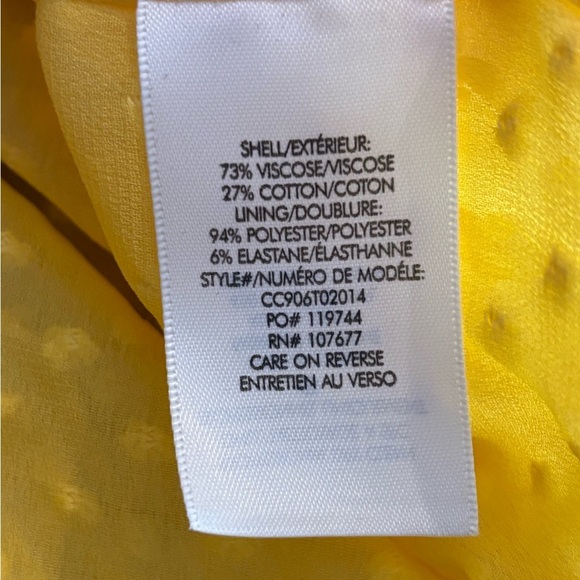 SHELL/EXTÉRIEUR:
73% VISCOSE/VISCOSE
27% COTTON/COTON
LINING/DOUBLURE:
94% POLYESTER/POLYESTER
6% ELASTANE/ÉLASTHANNE
STYLE#/NUMÉRO DE MODÉLE:
CC906T02014
PO# 119744
RN# 107677
CARE ON REVERSE
ENTRETIEN AU VERSO